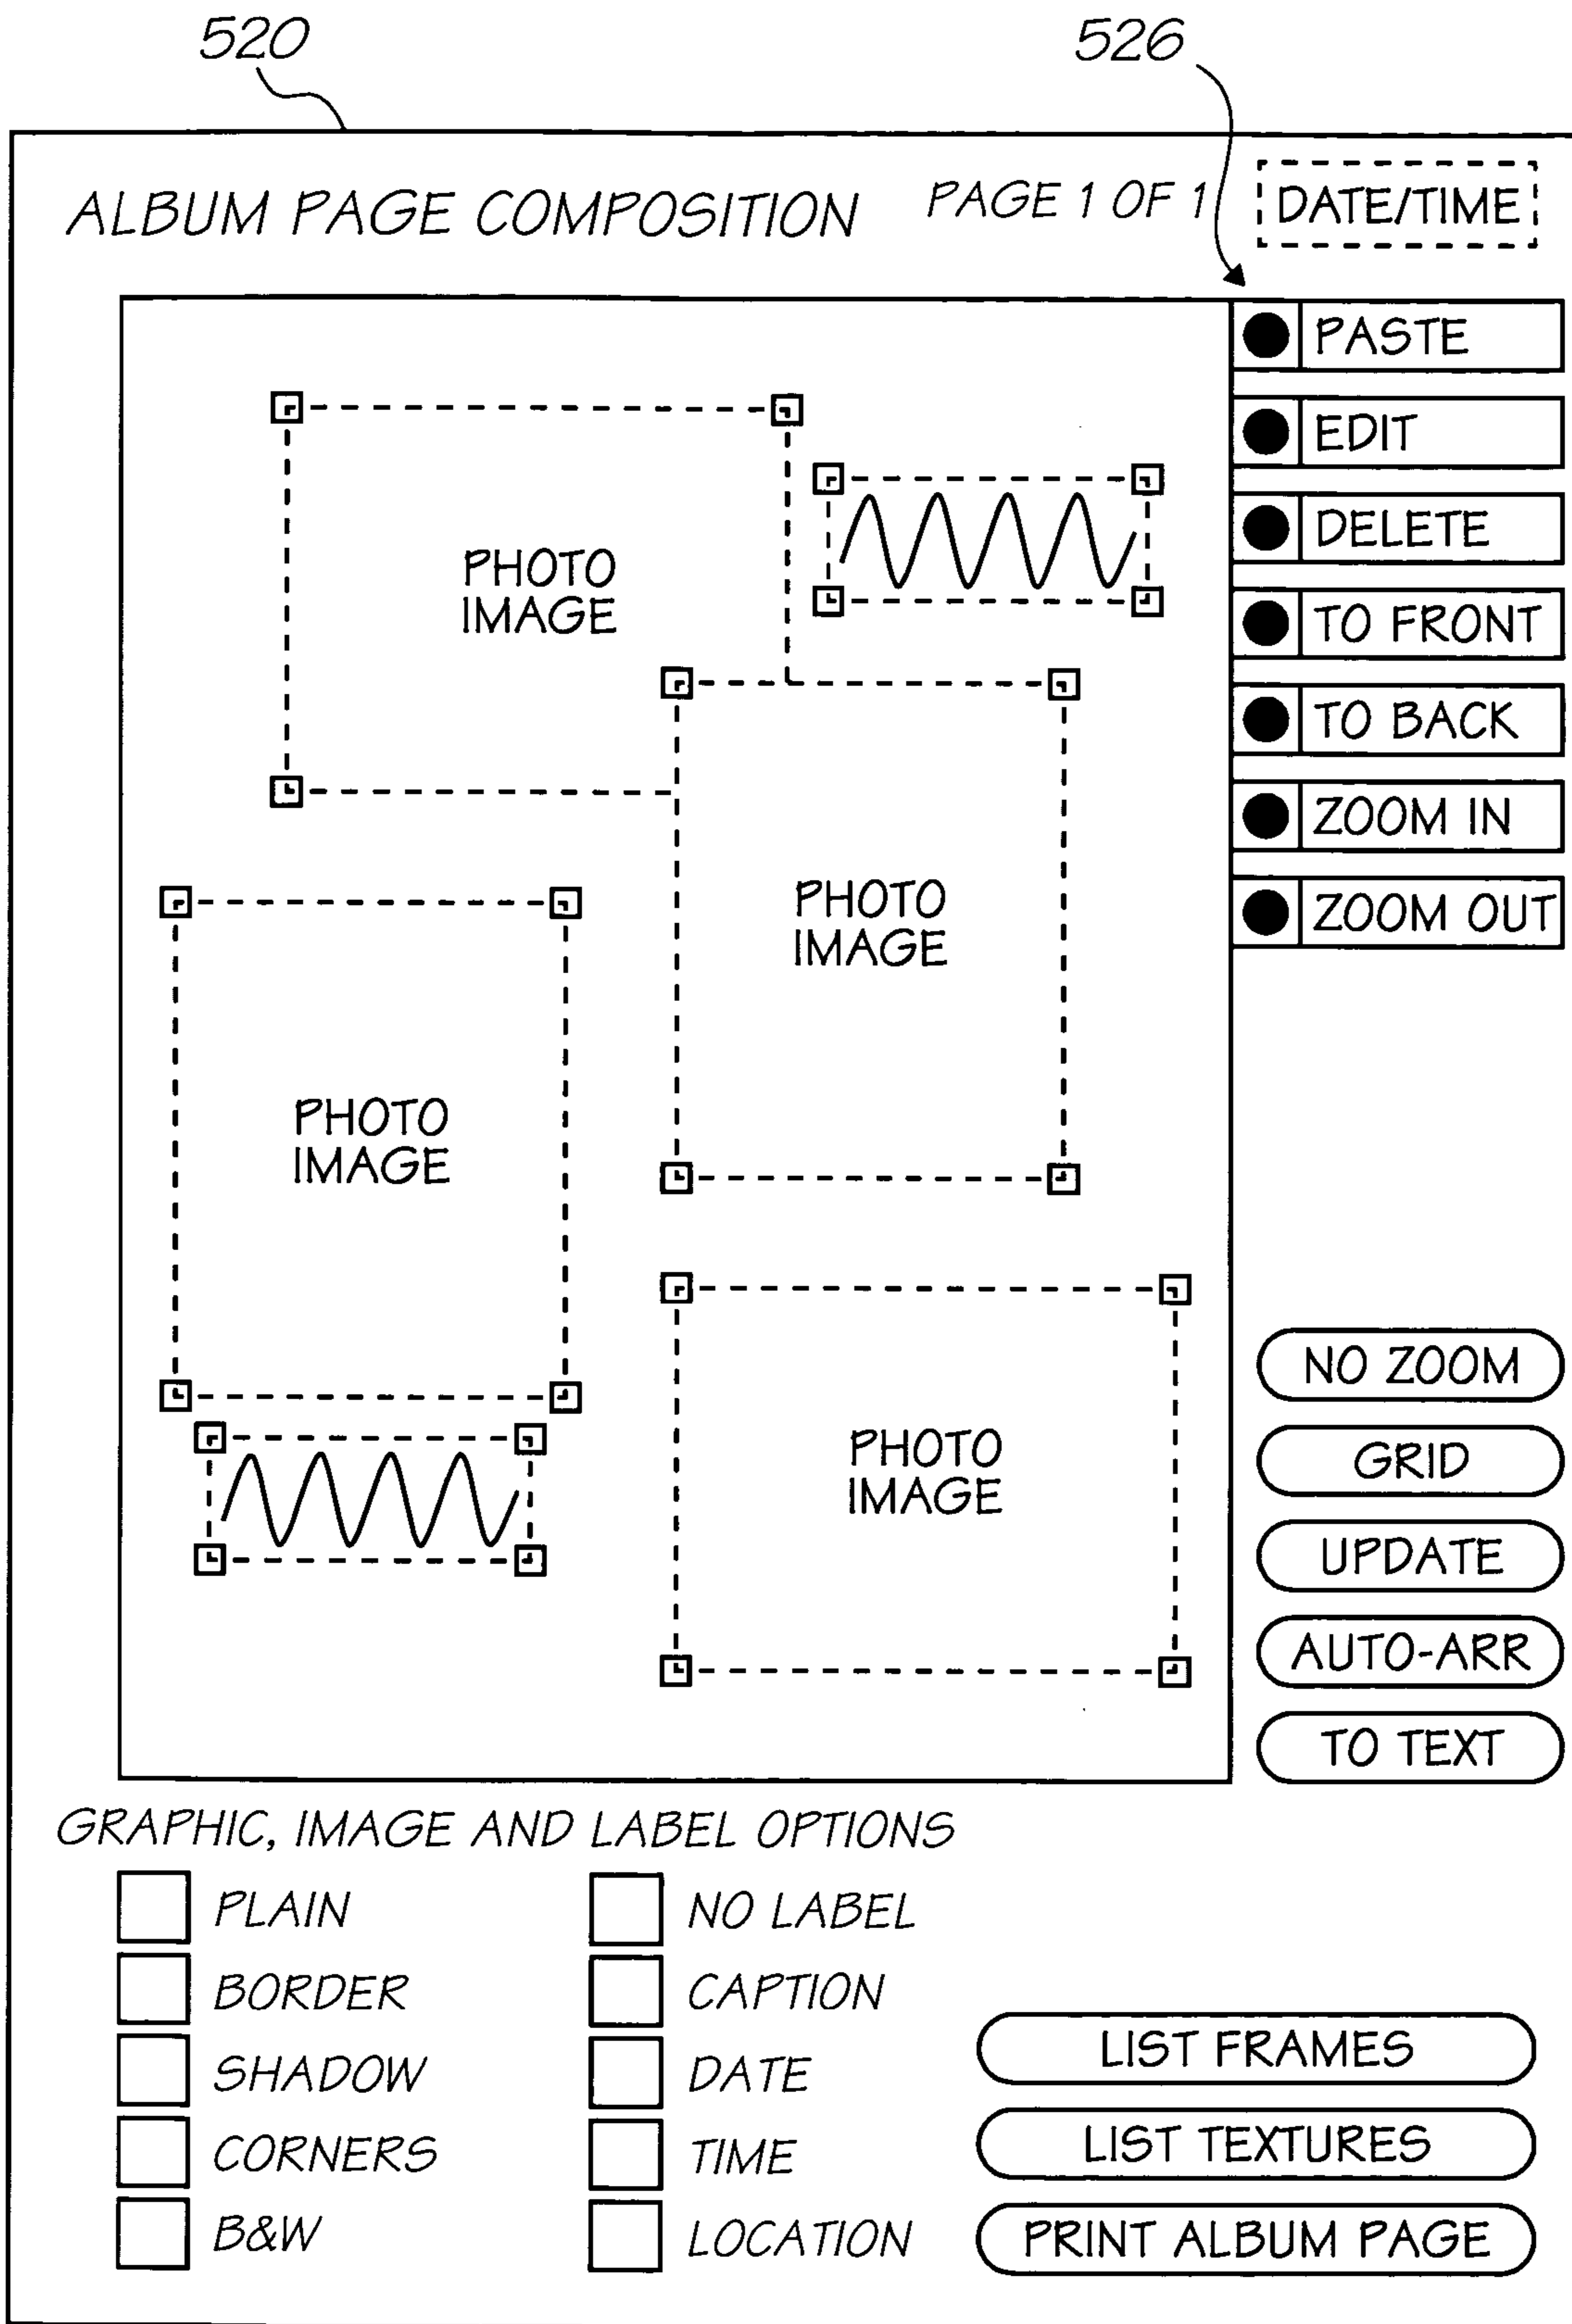 520
526
ALBUM PAGE COMPOSITION
PAGE 1 OF 1
DATE/TIME
PASTE
EDIT
DELETE
TO FRONT
TO BACK
ZOOM IN
ZOOM OUT
PHOTO
IMAGE
PHOTO
IMAGE
PHOTO
IMAGE
PHOTO
IMAGE
NO ZOOM
GRID
UPDATE
AUTO-ARR
TO TEXT
GRAPHIC, IMAGE AND LABEL OPTIONS
PLAIN
BORDER
SHADOW
CORNERS
B&W
NO LABEL
CAPTION
DATE
TIME
LOCATION
LIST FRAMES
LIST TEXTURES
PRINT ALBUM PAGE